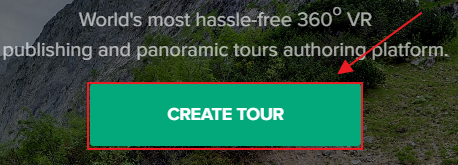 World's most hassle-free 360° VR
publishing and panoramic tours authoring platform.
CREATE TOUR